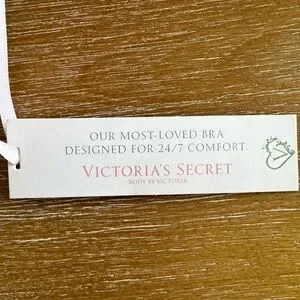 OUR MOST-LOVED BRA
DESIGNED FOR 24/7 COMFORT.
VICTORIA'S SECRET
BODY BY VICTORIA